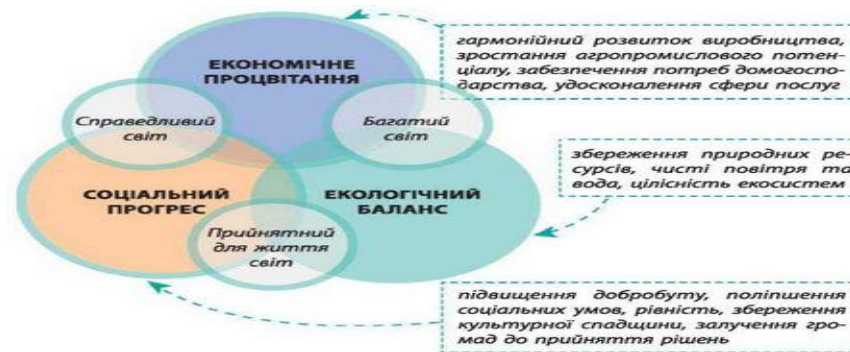 ЕКОНОМІЧНЕ
ПРОЦВІТАННЯ
гармонійний розвиток виробництва,
зростання агропромислового потен-
ціалу, забезпечення потреб домогоспо-
дарства, удосконалення сфери послуг
Справедливий
світ
Багатий
світ
збереження природних ре-
сурсів, чисті повітря та
вода, цілісність екосистем
СОЦІАЛЬНИЙ
ПРОГРЕС
ЕКОЛОГІЧНИЙ
БАЛАНС
Прийнятний
для життя
світ
підвищення добробуту, поліпшення
соціальних умов, рівність, збереження
культурної спадщини, залучення гро-
мад до прийняття рішень